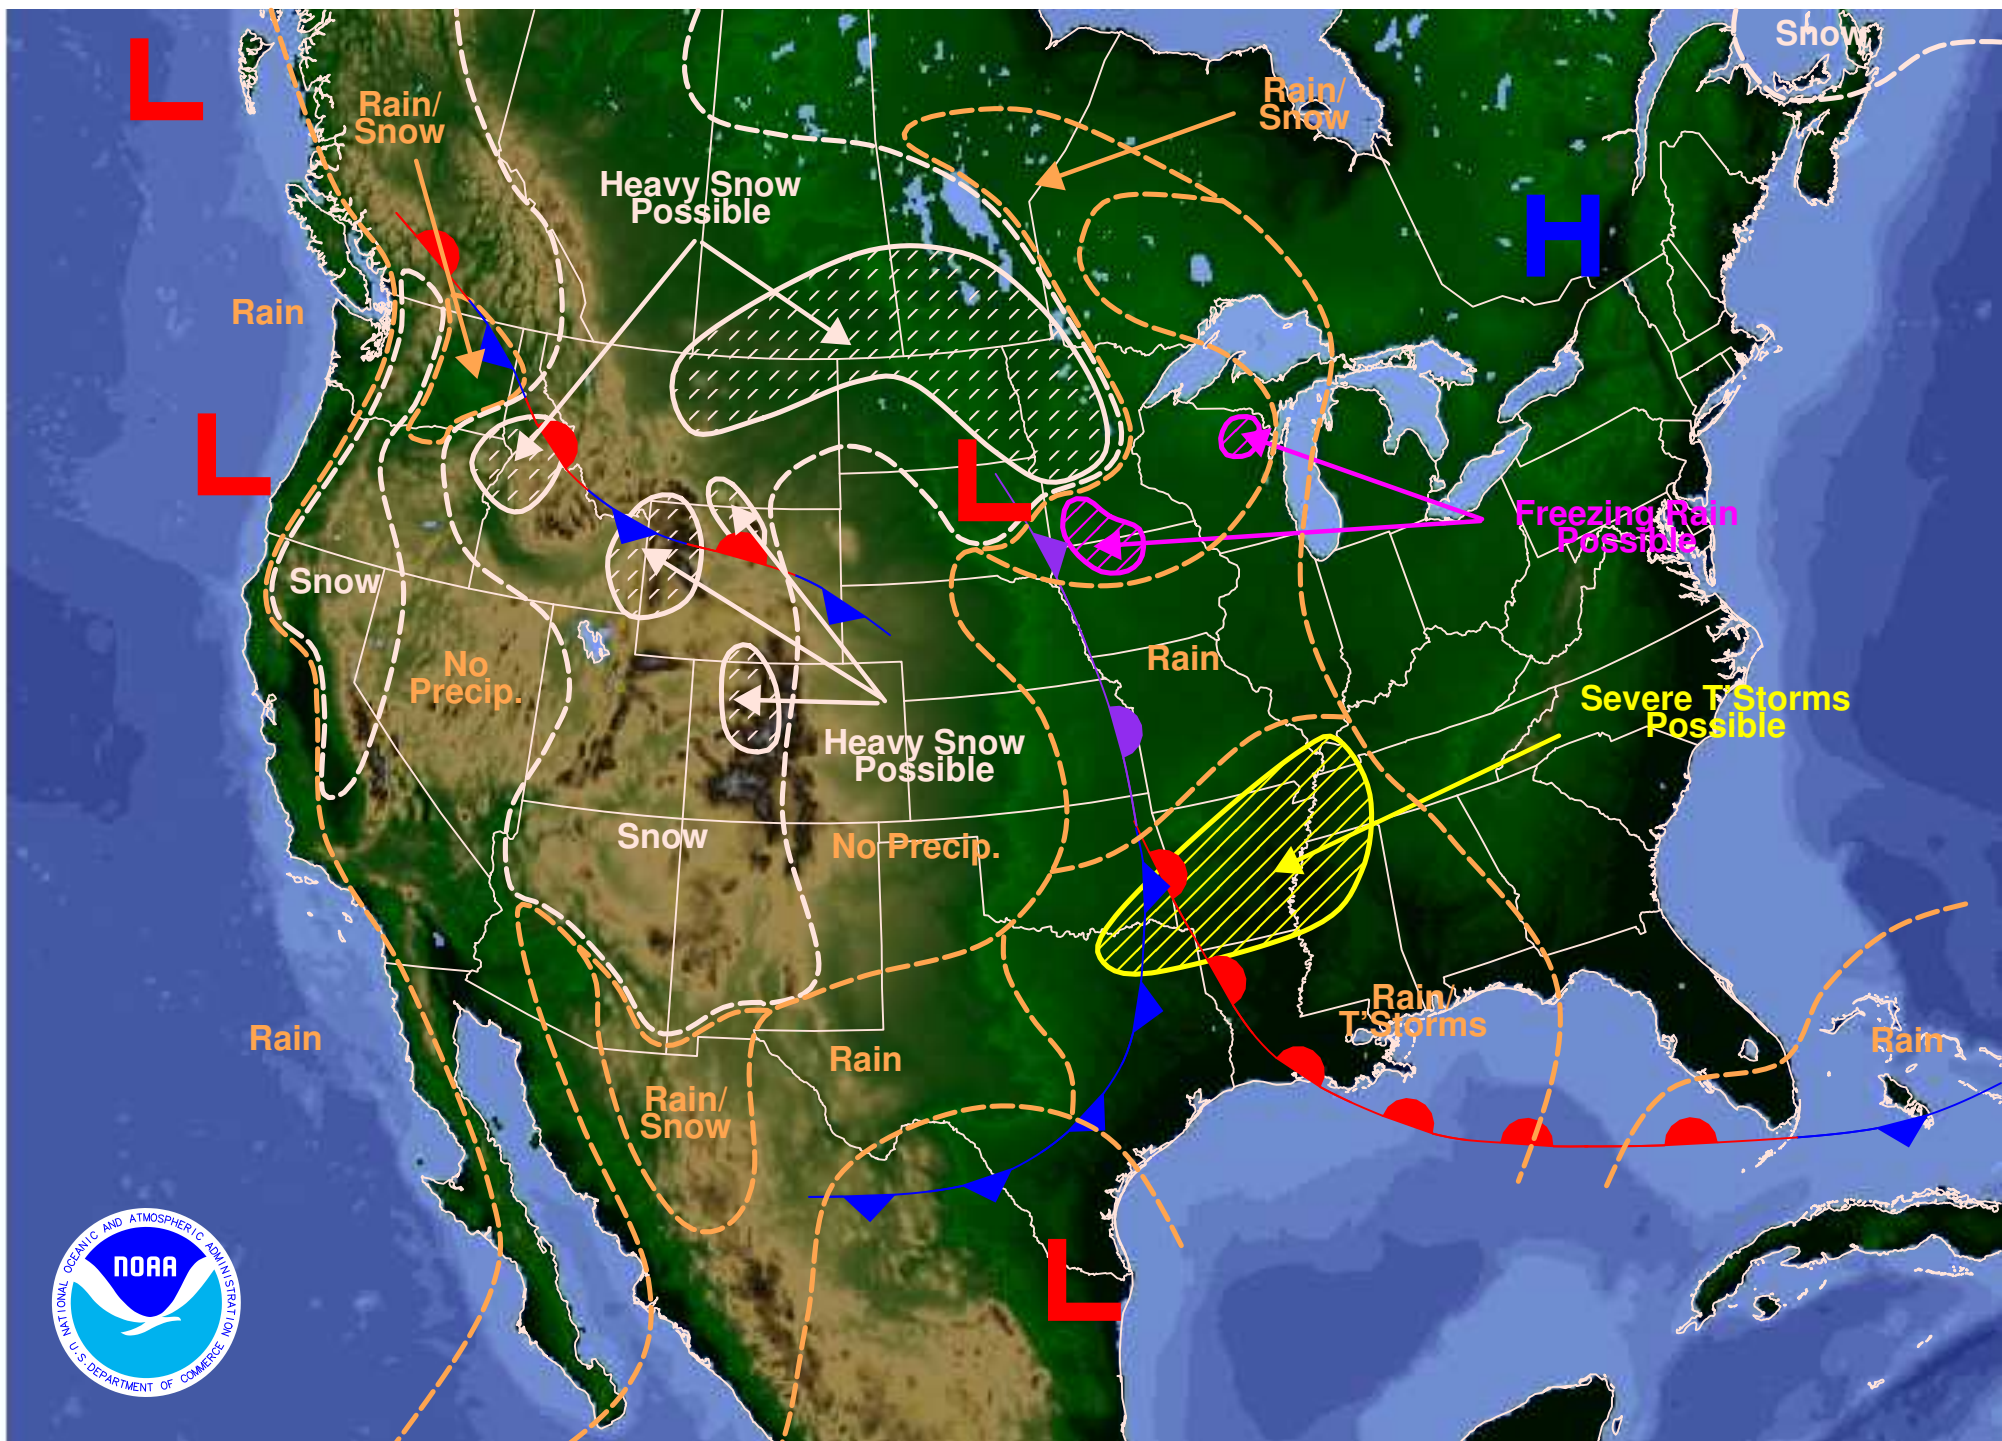 Snow
L
Rain/
Snow
Rain/
Snow
Heavy Snow
Possible
H
Rain
L
L
Freezing Rain
Possible
Snow
No
Precip.
Rain
Severe T'Storms
Possible
Heavy Snow
Possible
Snow
No Precip.
Rain/
T'Storms
Rain
Rain
Rain
Rain/
Snow
L
NATIONAL OCEANIC AND ATMOSPHERIC ADMINISTRATION
NOAA
U.S. DEPARTMENT OF COMMERCE